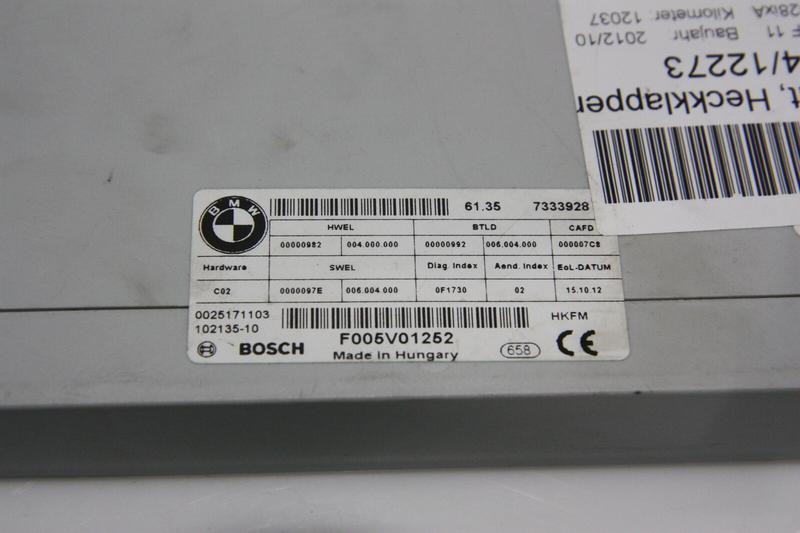 28ixA Kilometer: 12037
F 11 Baujahr: 2012/10
4/12273
t, Heckklapper
BMW 61.35 7333928
HWEL BTLD CAFD
00000982 004.000.000 00000992 006.004.000 000007C8
Hardware SWEL Diag. Index Aend. Index EoL-DATUM
C02 0000097E 006.004.000 0F1730 02 15.10.12
0025171103 HKFM
102135-10
BOSCH F005V01252 658 CE
Made in Hungary